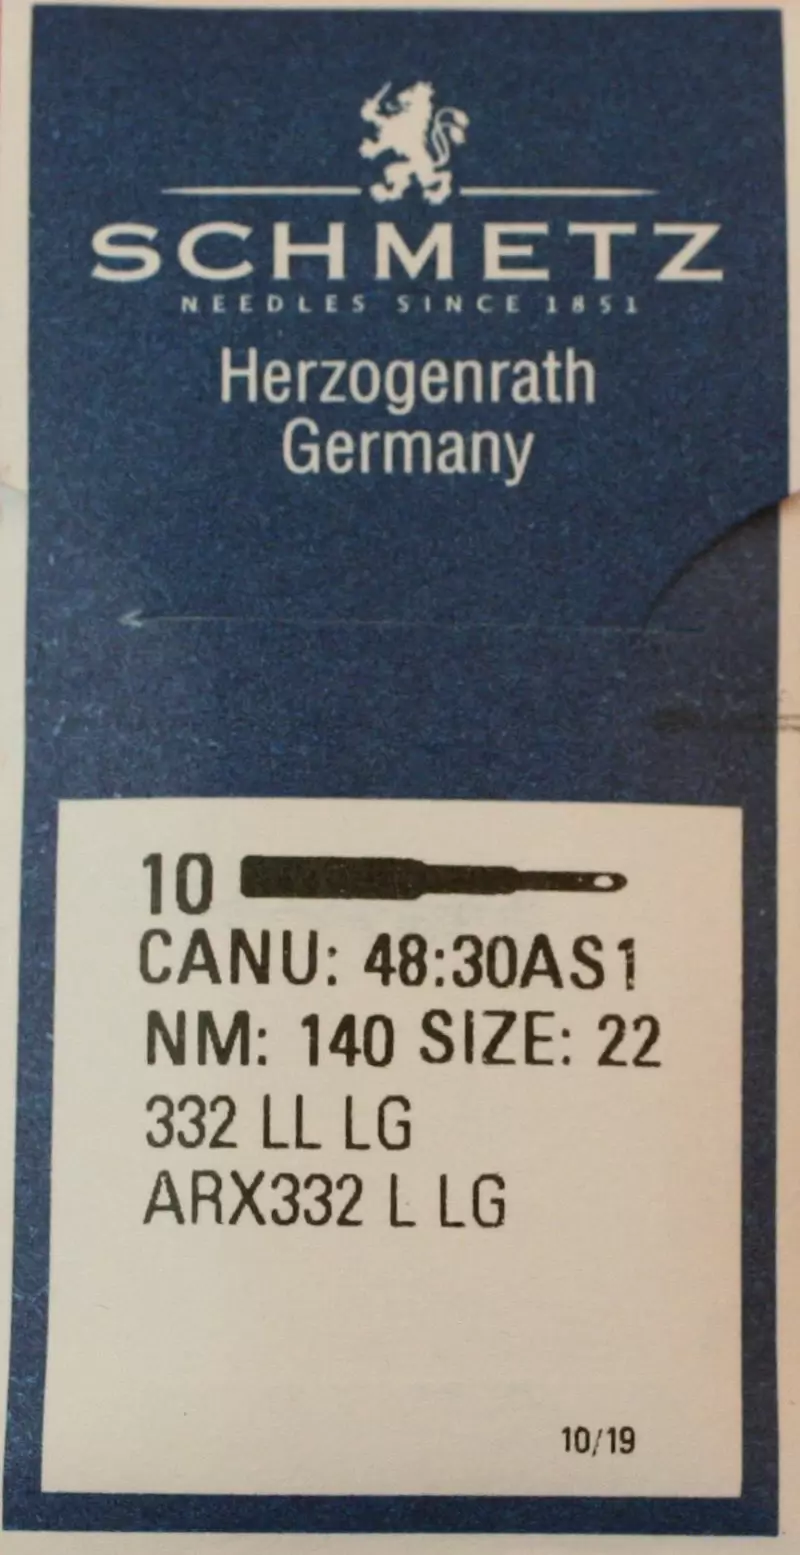 SCHMETZ
NEEDLES SINCE 1851
Herzogenrath
Germany
10
CANU: 48:30AS1
NM: 140 SIZE: 22
332 LL LG
ARX332 L LG
10/19